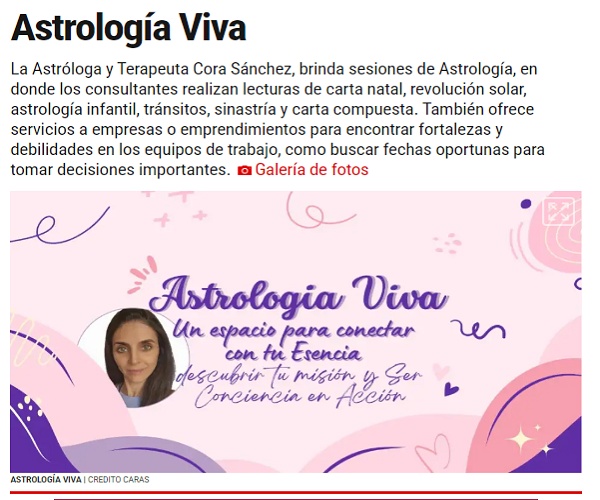 Astrología Viva
La Astróloga y Terapeuta Cora Sánchez, brinda sesiones de Astrología, en
donde los consultantes realizan lecturas de carta natal, revolución solar,
astrología infantil, tránsitos, sinastría y carta compuesta. También ofrece
servicios a empresas o emprendimientos para encontrar fortalezas y
debilidades en los equipos de trabajo, como buscar fechas oportunas para
tomar decisiones importantes. Galería de fotos
Astrologia Viva
Un espacio para conectar
con tu Esencia
descubrir tu misión y Ser
Conciencia en Acción
ASTROLOGÍA VIVA | CREDITO CARAS